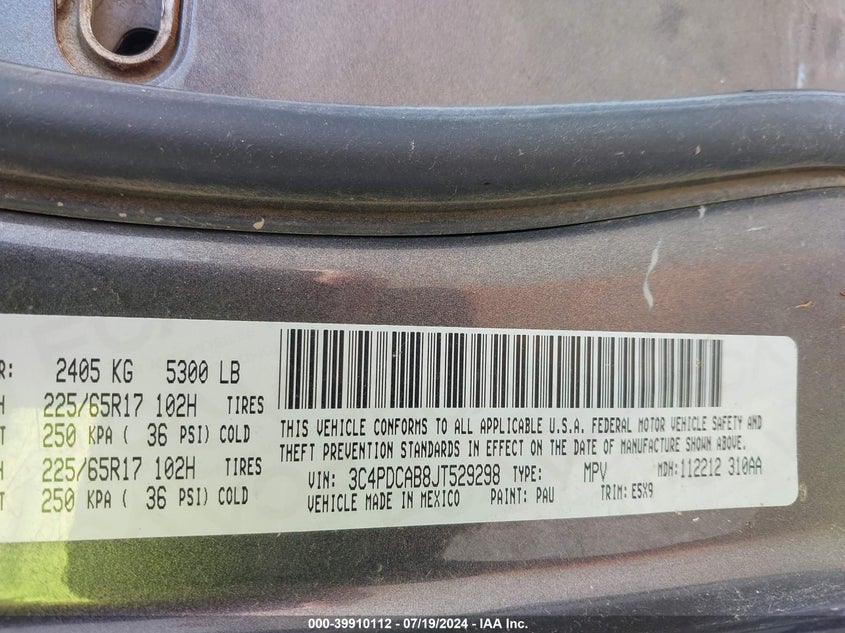 R: 2405 KG 5300 LB
H 225/65R17 102H TIRES
T 250 KPA ( 36 PSI) COLD
H 225/65R17 102H TIRES
T 250 KPA ( 36 PSI) COLD
THIS VEHICLE CONFORMS TO ALL APPLICABLE U.S.A. FEDERAL MOTOR VEHICLE SAFETY AND
THEFT PREVENTION STANDARDS IN EFFECT ON THE DATE OF MANUFACTURE SHOWN ABOVE.
VIN: 3C4PDCAB8JT529298 TYPE: MPV MDH:112212 310AA
VEHICLE MADE IN MEXICO PAINT: PAU TRIM: E5X9
000-39910112 - 07/19/2024 - IAA Inc.